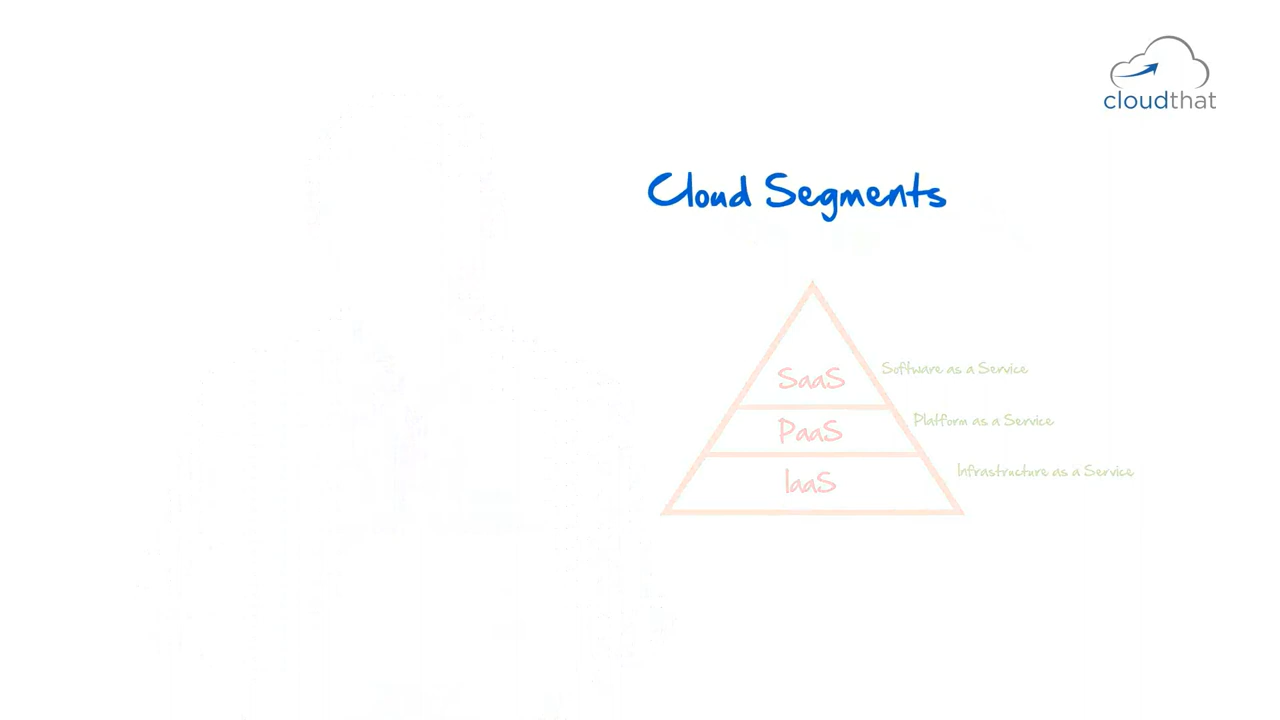 cloudthat
Cloud Segments
SaaS
Software as a Service
PaaS
Platform as a Service
IaaS
Infrastructure as a Service